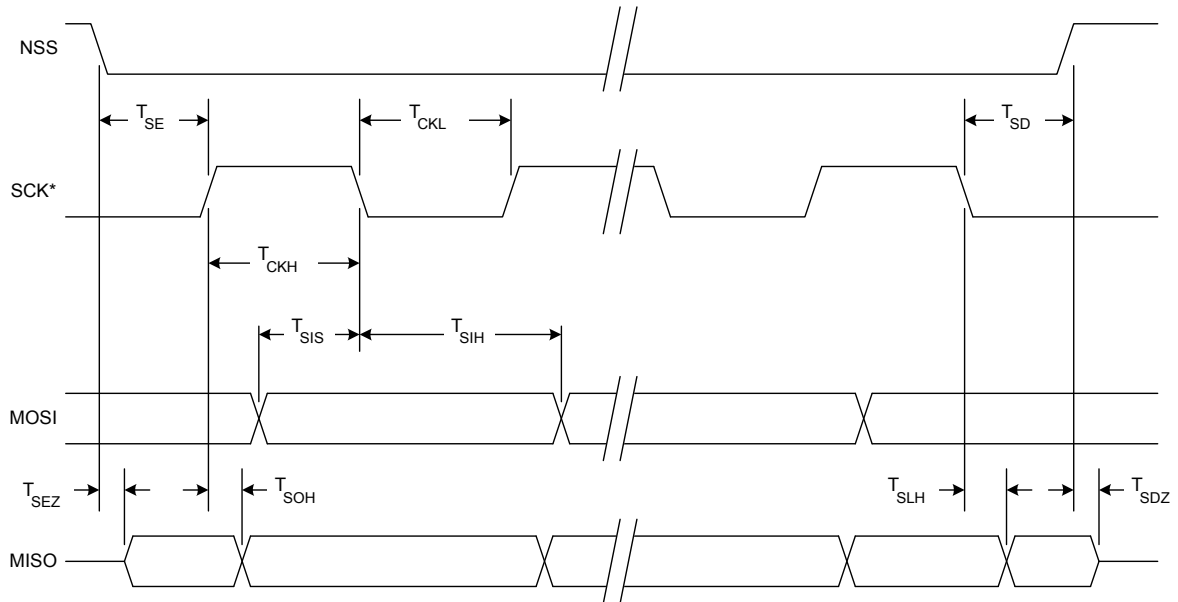 NSS
T_SE
T_CKL
T_SD
SCK*
T_CKH
T_SIS
T_SIH
MOSI
T_SEZ
T_SOH
T_SLH
T_SDZ
MISO